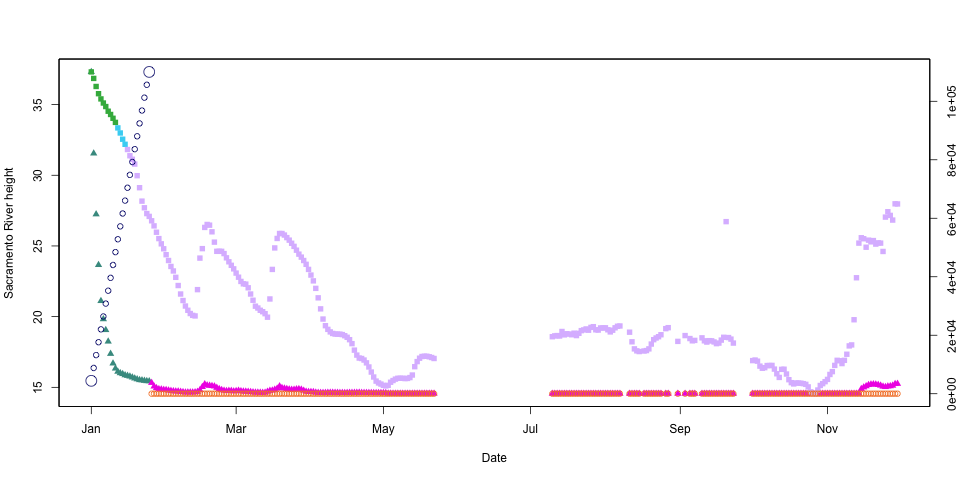 Sacramento River height
35
30
25
20
15
1e+05
8e+04
6e+04
4e+04
2e+04
0e+00
Jan Mar May Jul Sep Nov
Date